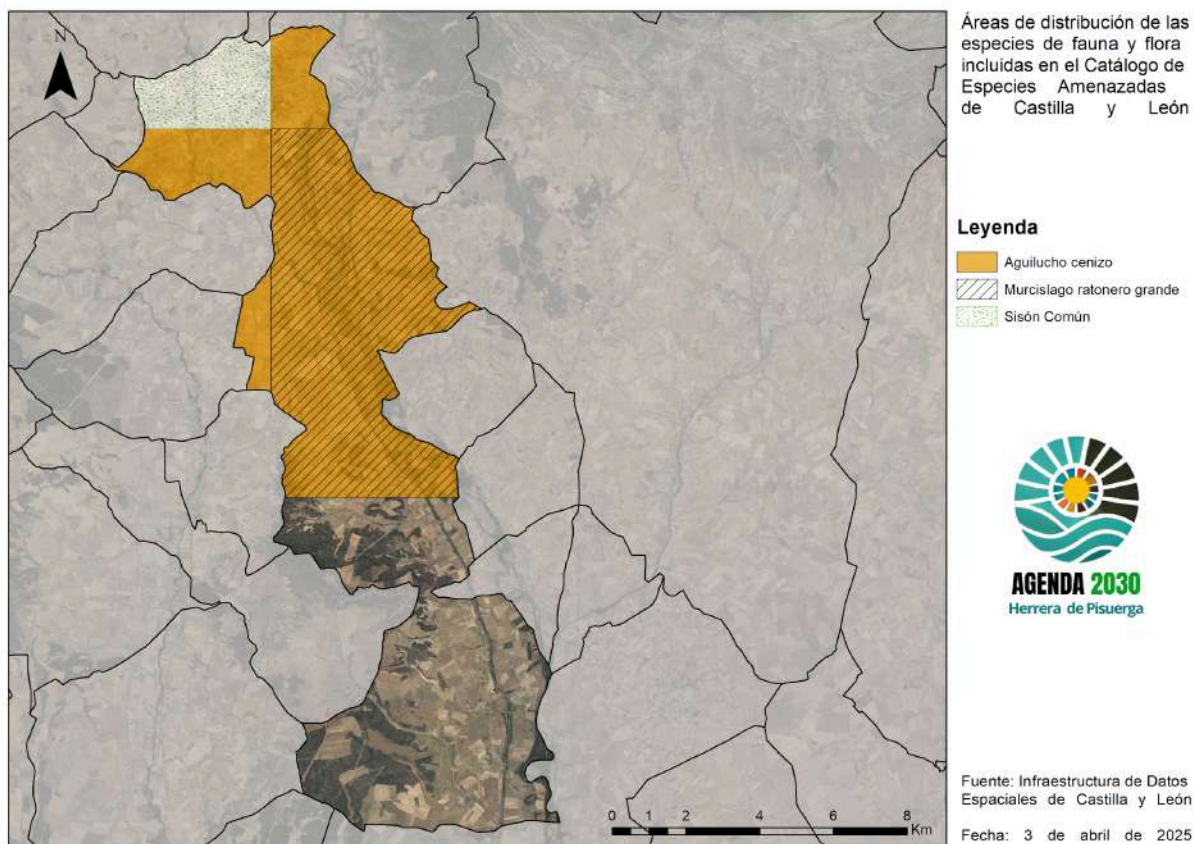 N
Áreas de distribución de las
especies de fauna y flora
incluidas en el Catálogo de
Especies Amenazadas
de Castilla y León
Leyenda
Aguilucho cenizo
Murcislago ratonero grande
Sisón Común
AGENDA 2030
Herrera de Pisuerga
Fuente: Infraestructura de Datos
Espaciales de Castilla y León
Fecha: 3 de abril de 2025
0 1 2 4 6 8
Km